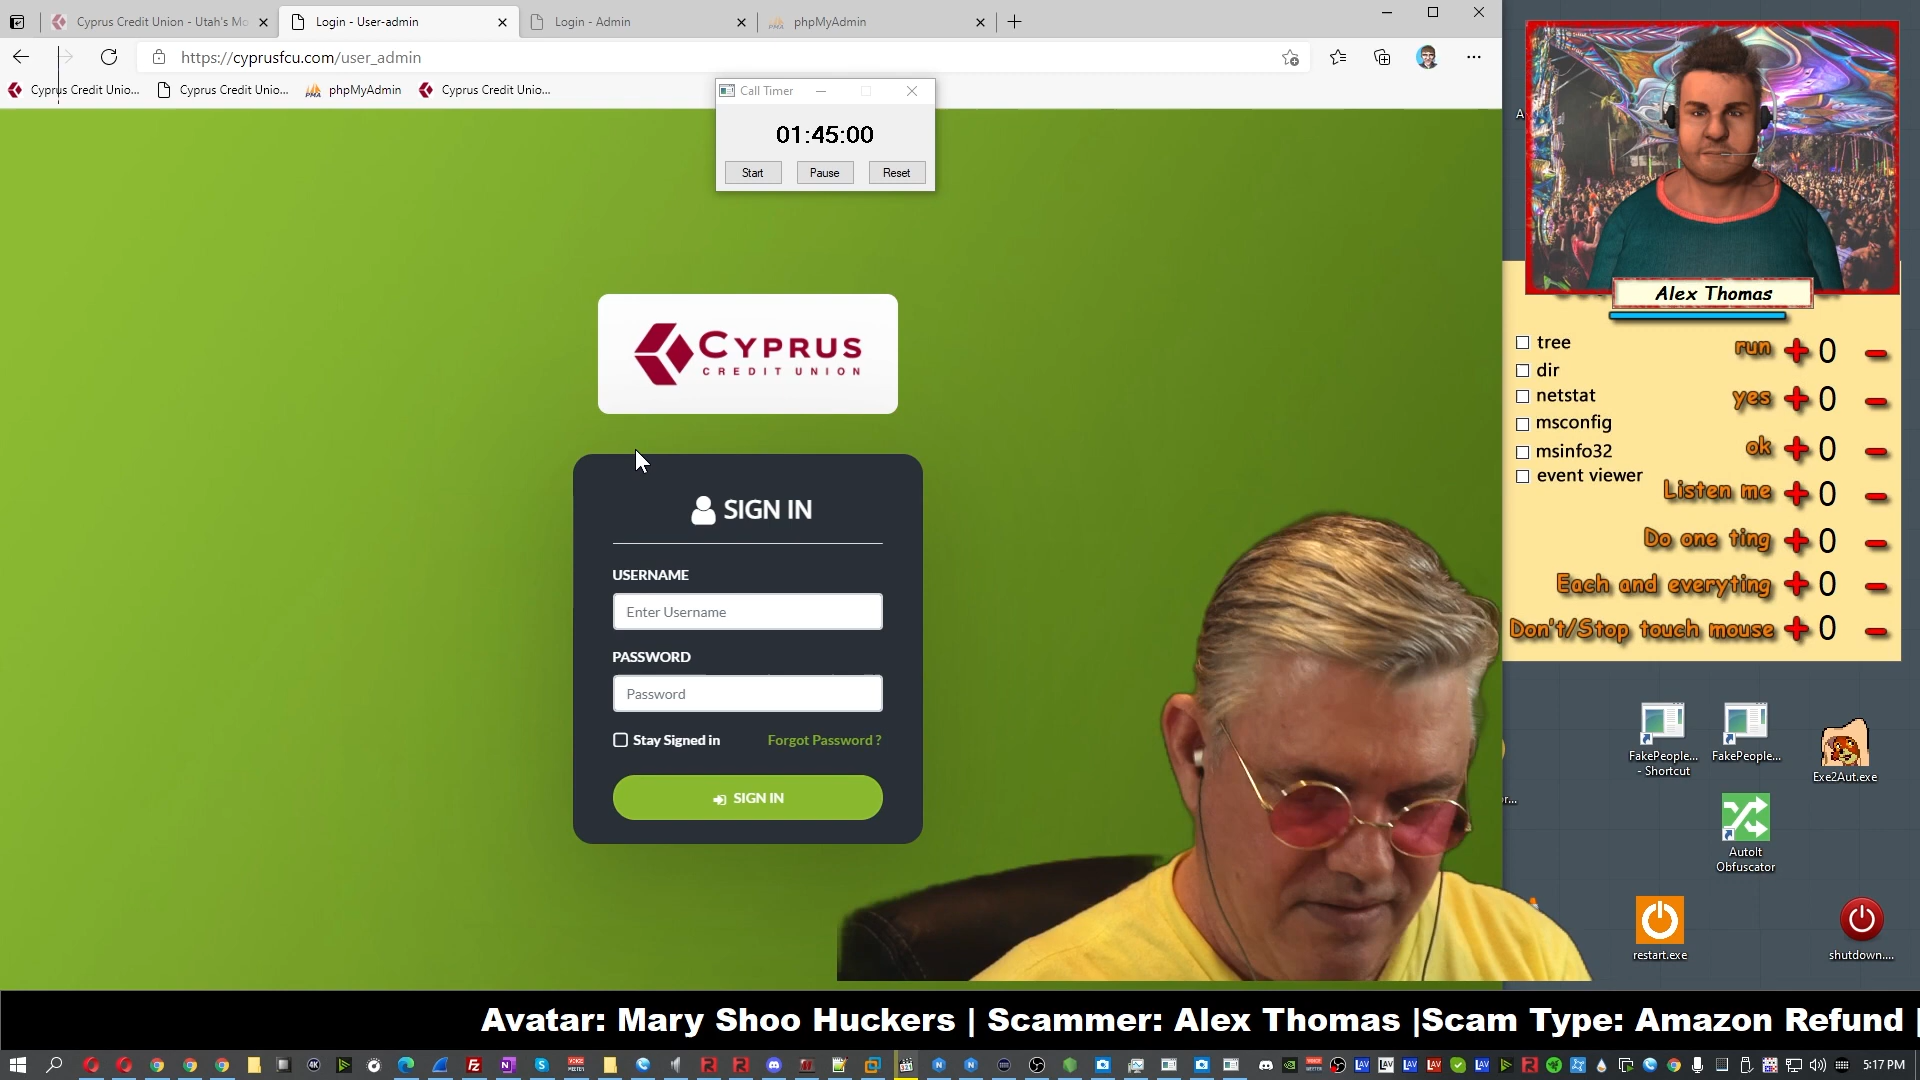 Cyprus Credit Union - Utah's Mo
Login - User-admin
Login - Admin
phpMyAdmin
https://cyprusfcu.com/user_admin
Cyprus Credit Unio...
Cyprus Credit Unio...
phpMyAdmin
Cyprus Credit Unio...
Call Timer
01:45:00
Start
Pause
Reset
CYPRUS
CREDIT UNION
SIGN IN
USERNAME
Enter Username
PASSWORD
Password
Stay Signed in
Forgot Password ?
SIGN IN
Alex Thomas
tree
dir
netstat
msconfig
msinfo32
event viewer
run + 0 -
yes + 0 -
ok + 0 -
Listen me + 0 -
Do one ting + 0 -
Each and everyting + 0 -
Don't/Stop touch mouse + 0 -
FakePeople...
- Shortcut
FakePeople...
Exe2Aut.exe
AutoIt
Obfuscator
restart.exe
shutdown....
Avatar: Mary Shoo Huckers | Scammer: Alex Thomas |Scam Type: Amazon Refund |
5:17 PM